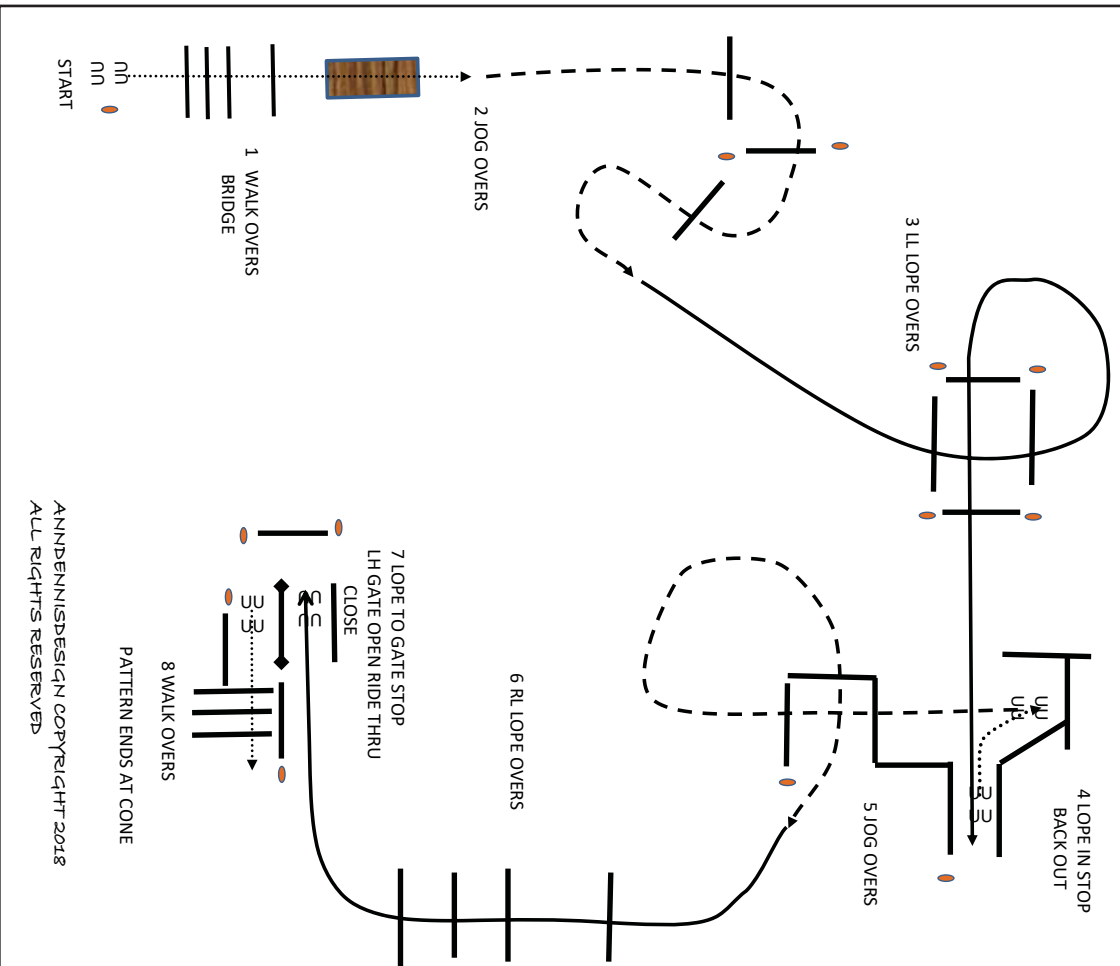 START
1 WALK OVERS
BRIDGE
2 JOG OVERS
3 LL LOPE OVERS
4 LOPE IN STOP
BACK OUT
5 JOG OVERS
6 RL LOPE OVERS
7 LOPE TO GATE STOP
LH GATE OPEN RIDE THRU
CLOSE
8 WALK OVERS
PATTERN ENDS AT CONE
ANNDENNISDESIGN COPYRIGHT 2018
ALL RIGHTS RESERVED